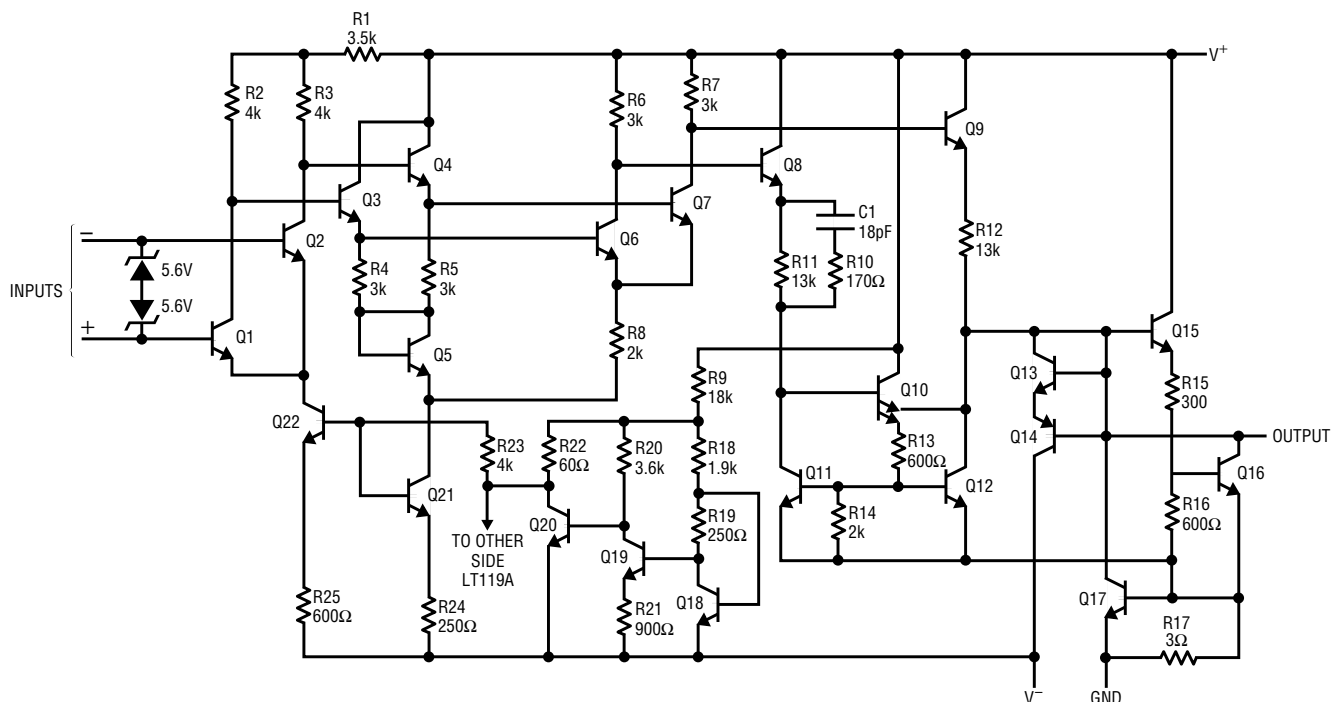 R1
3.5k
V+
R2
4k
R3
4k
R6
3k
R7
3k
Q4
Q3
Q8
Q9
Q7
C1
18pF
−
Q2
Q6
R12
13k
5.6V
R4
3k
R5
3k
R11
13k
R10
170Ω
INPUTS
5.6V
+
Q1
Q5
R8
2k
Q15
R9
18k
Q13
Q10
R15
300
Q22
R23
4k
R22
60Ω
R20
3.6k
R18
1.9k
Q14
OUTPUT
R13
600Ω
Q16
Q11
Q12
Q21
R19
250Ω
R16
600Ω
Q20
R14
2k
TO OTHER
SIDE
LT119A
Q19
R25
600Ω
R24
250Ω
R21
900Ω
Q18
Q17
R17
3Ω
V−
GND